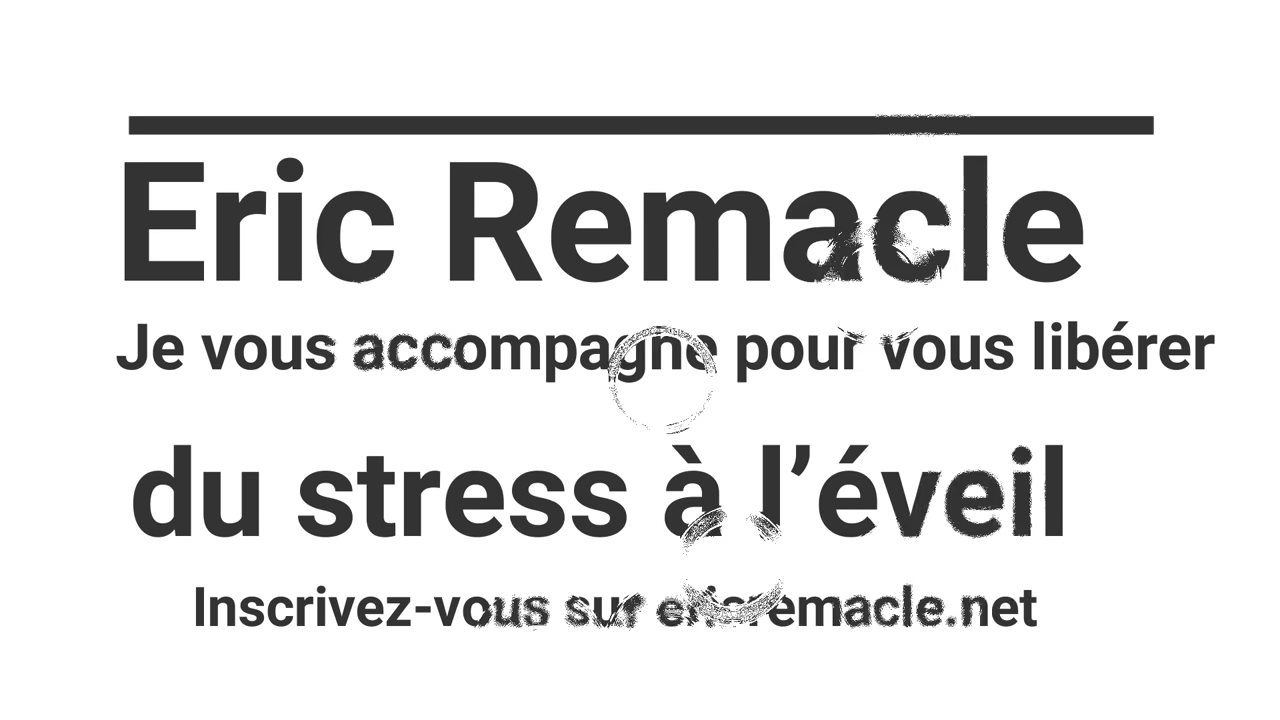 Eric Remacle
Je vous accompagne pour vous libérer
du stress à l’éveil
Inscrivez-vous sur ericremacle.net